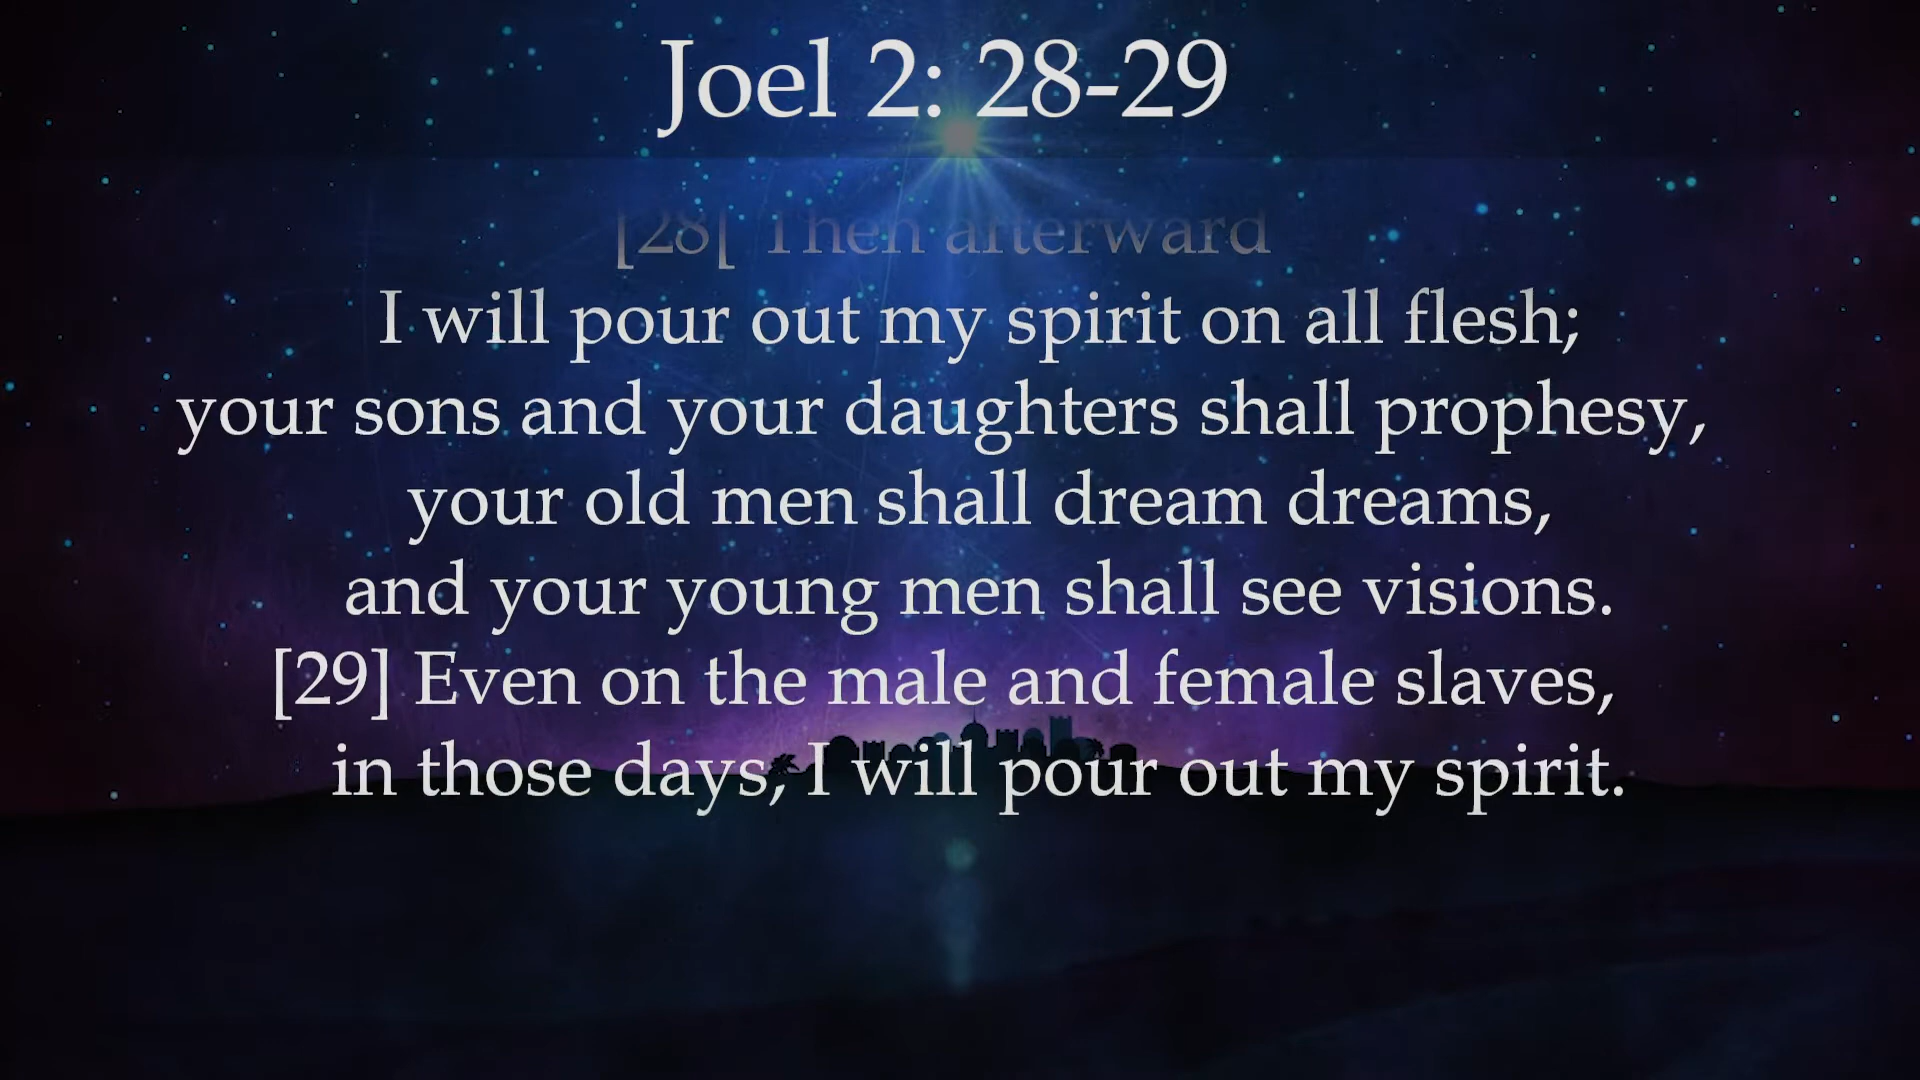 Joel 2: 28-29
[28[ Then afterward
I will pour out my spirit on all flesh;
your sons and your daughters shall prophesy,
your old men shall dream dreams,
and your young men shall see visions.
[29] Even on the male and female slaves,
in those days, I will pour out my spirit.